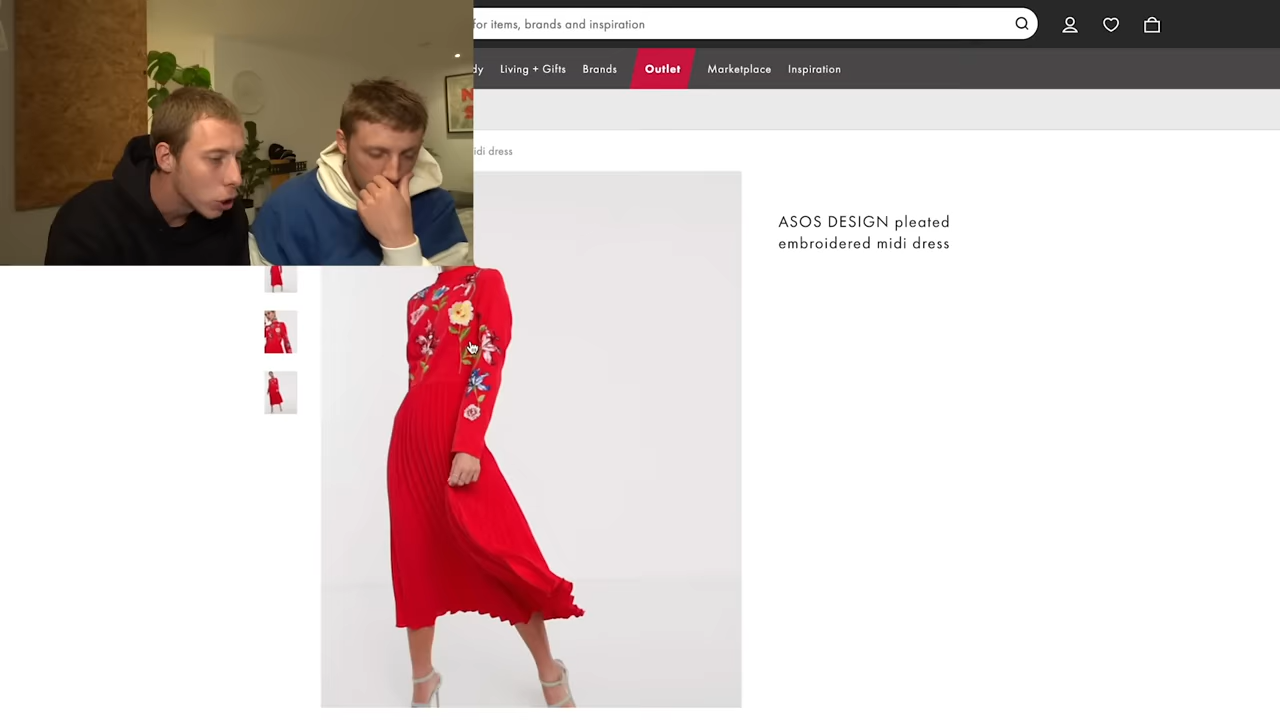 for items, brands and inspiration
dy Living + Gifts Brands Outlet Marketplace Inspiration
idi dress
ASOS DESIGN pleated
embroidered midi dress